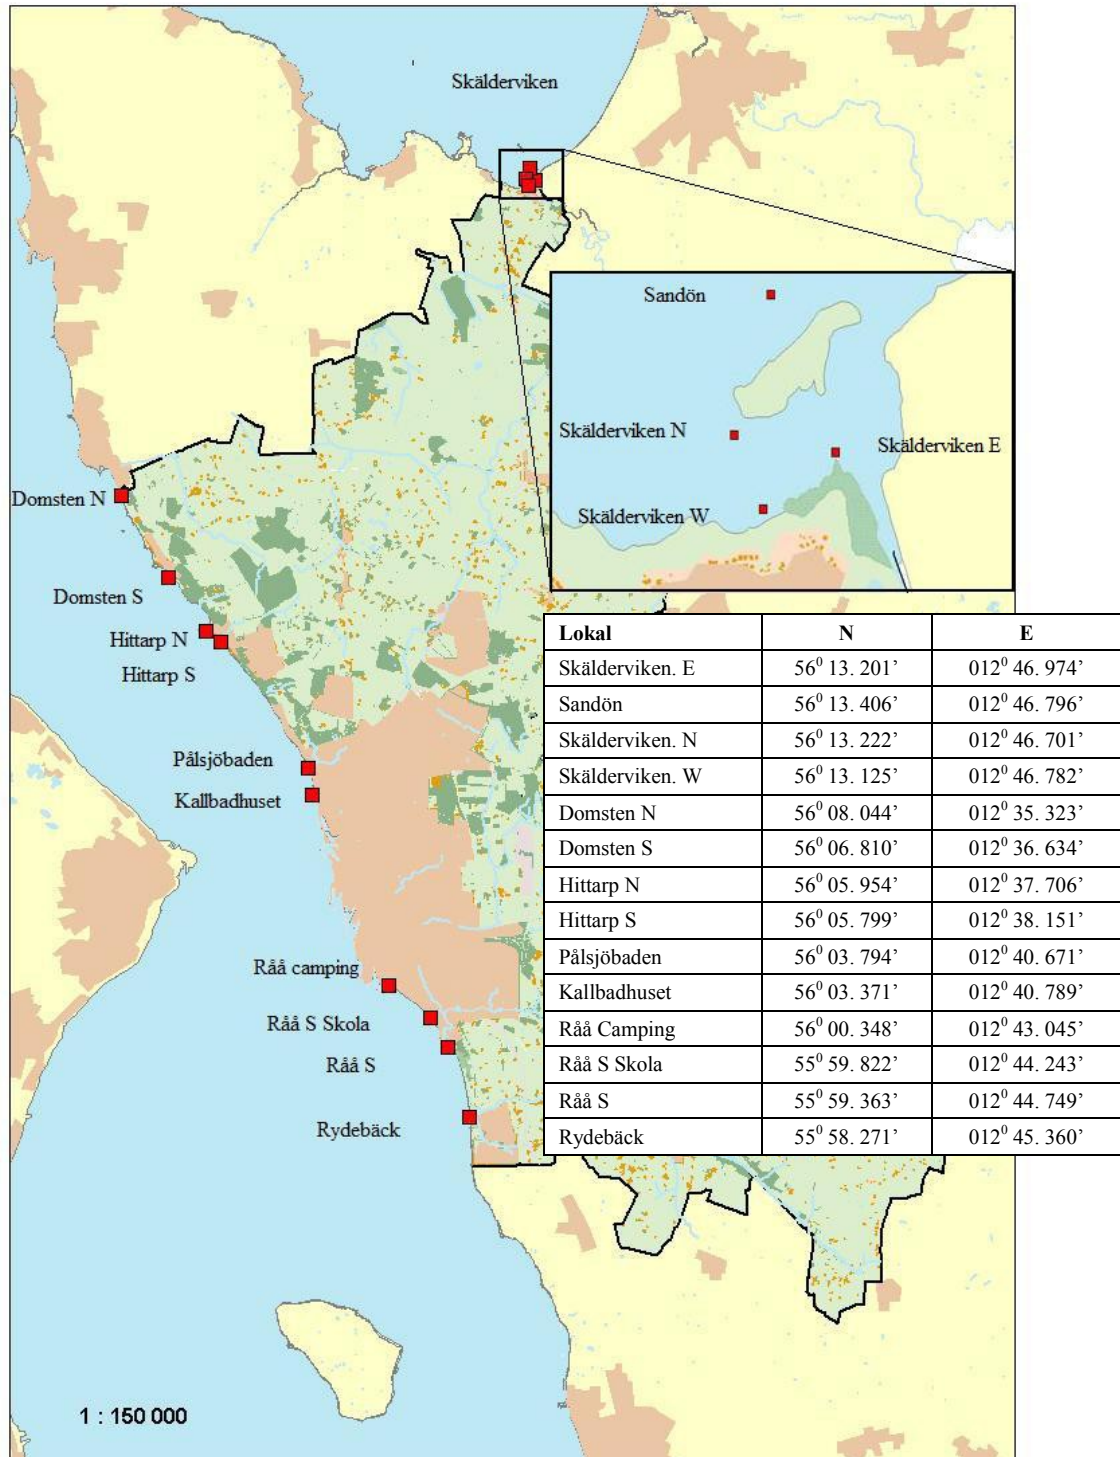 Skälderviken
Sandön
Skälderviken N
Skälderviken E
Skälderviken W
Domsten N
Domsten S
Hittarp N
Hittarp S
Pålsjöbaden
Kallbadhuset
Råå camping
Råå S Skola
Råå S
Rydebäck
1 : 150 000
Lokal N E
Skälderviken. E 56⁰ 13. 201’ 012⁰ 46. 974’
Sandön 56⁰ 13. 406’ 012⁰ 46. 796’
Skälderviken. N 56⁰ 13. 222’ 012⁰ 46. 701’
Skälderviken. W 56⁰ 13. 125’ 012⁰ 46. 782’
Domsten N 56⁰ 08. 044’ 012⁰ 35. 323’
Domsten S 56⁰ 06. 810’ 012⁰ 36. 634’
Hittarp N 56⁰ 05. 954’ 012⁰ 37. 706’
Hittarp S 56⁰ 05. 799’ 012⁰ 38. 151’
Pålsjöbaden 56⁰ 03. 794’ 012⁰ 40. 671’
Kallbadhuset 56⁰ 03. 371’ 012⁰ 40. 789’
Råå Camping 56⁰ 00. 348’ 012⁰ 43. 045’
Råå S Skola 55⁰ 59. 822’ 012⁰ 44. 243’
Råå S 55⁰ 59. 363’ 012⁰ 44. 749’
Rydebäck 55⁰ 58. 271’ 012⁰ 45. 360’